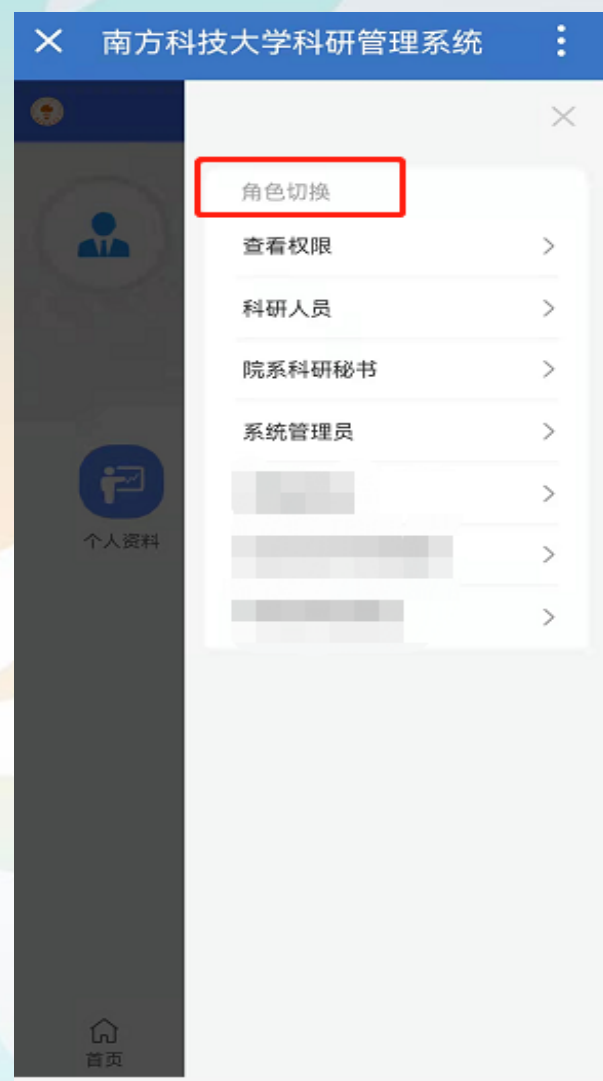 南方科技大学科研管理系统
角色切换
查看权限
科研人员
院系科研秘书
系统管理员
个人资料
首页